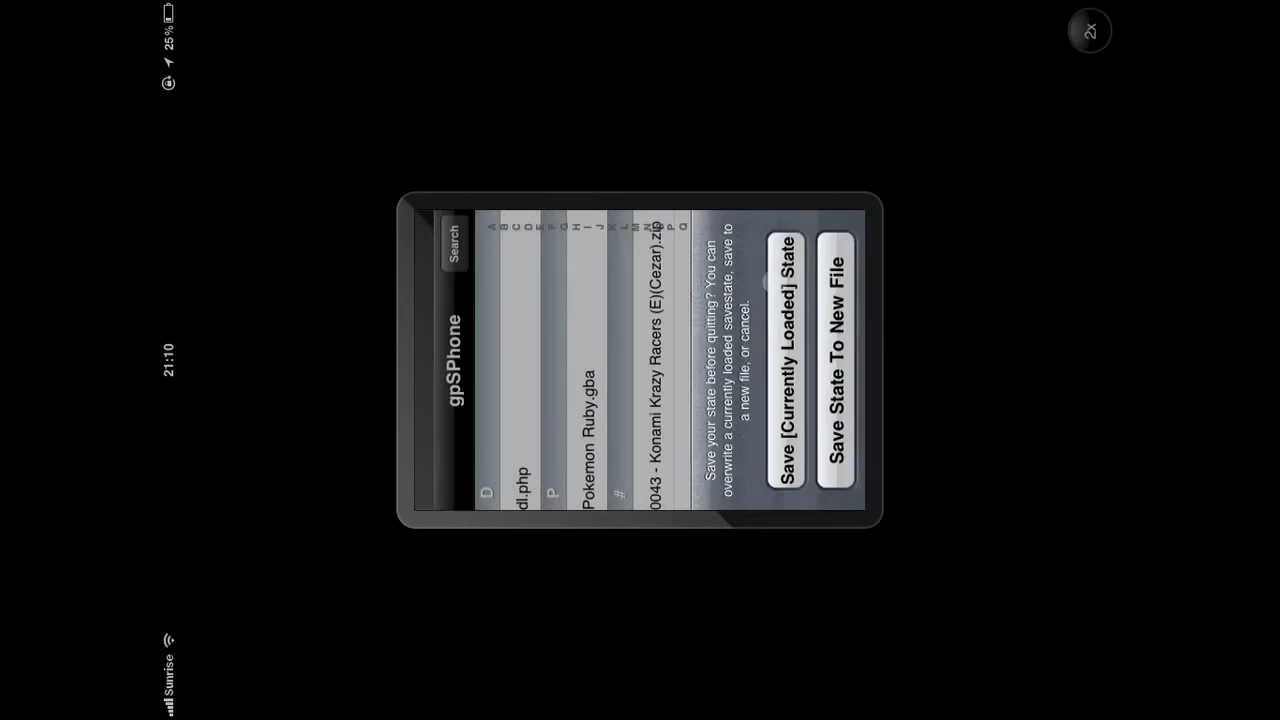 Sunrise
21:10
25%
2x
gpSPhone
Search
D
dl.php
P
Pokemon Ruby.gba
#
0043 - Konami Krazy Racers (E)(Cezar).zip
A
B
C
D
E
F
G
H
I
J
K
L
M
N
P
Q
Save your state before quitting? You can
overwrite a currently loaded savestate, save to
a new file, or cancel.
Save [Currently Loaded] State
Save State To New File